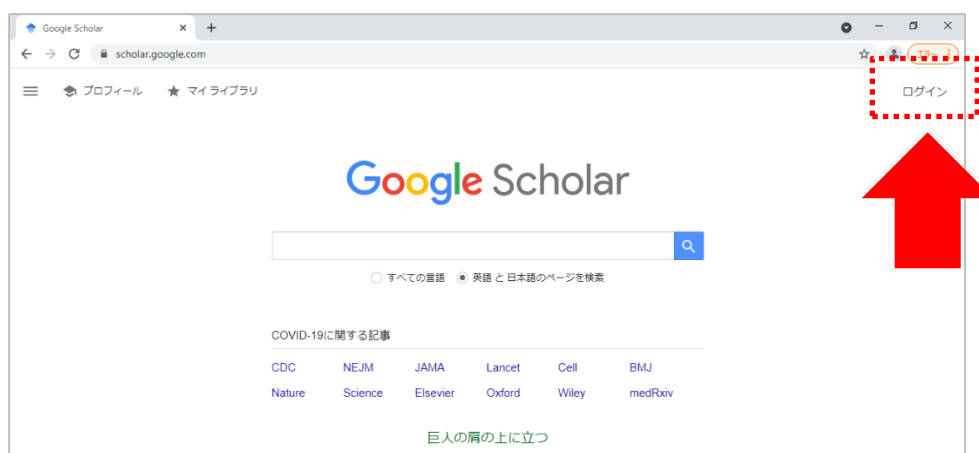 Google Scholar
scholar.google.com
エラー
プロフィール マイライブラリ ログイン
Google Scholar
すべての言語 英語 と 日本語のページを検索
COVID-19に関する記事
CDC NEJM JAMA Lancet Cell BMJ
Nature Science Elsevier Oxford Wiley medRxiv
巨人の肩の上に立つ